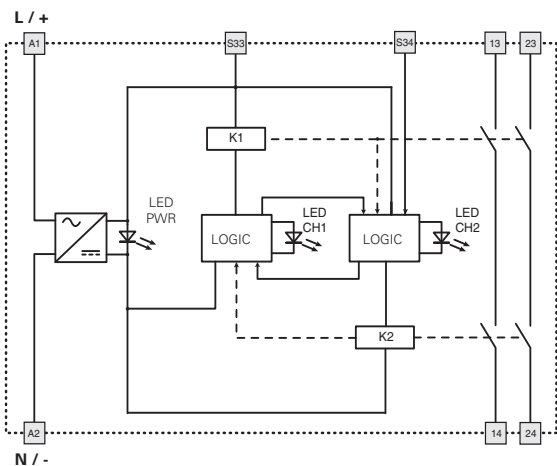 L / +
A1
S33
S34
13
23
K1
LED
PWR
LOGIC
LED
CH1
LOGIC
LED
CH2
K2
A2
14
24
N / -